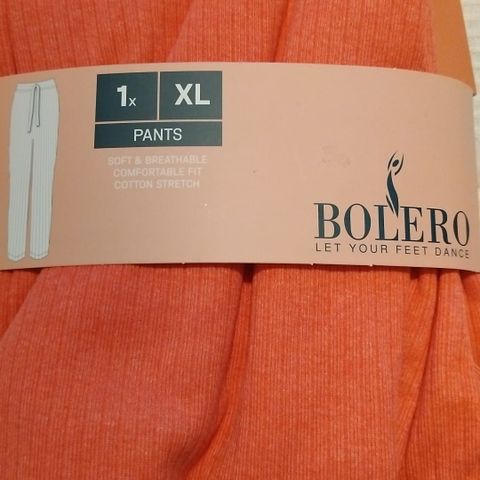 1x
XL
PANTS
SOFT & BREATHABLE
COMFORTABLE FIT
COTTON STRETCH
BOLERO
LET YOUR FEET DANCE